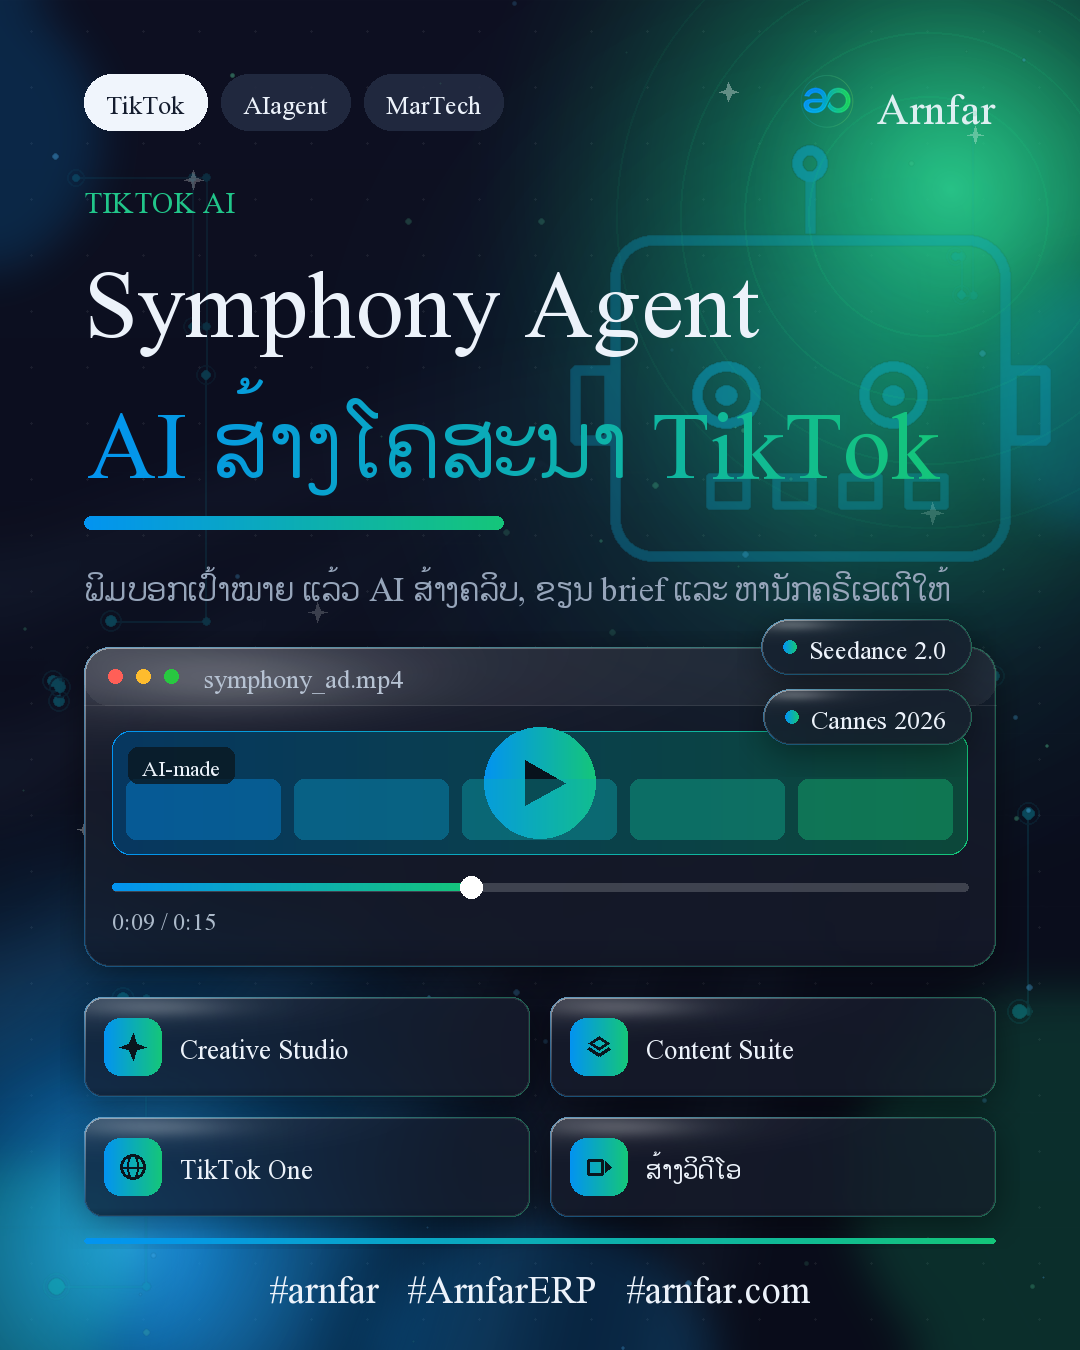 TikTok AIagent MarTech
Arnfar
TIKTOK AI
Symphony Agent
AI ສ້າງໂຄສະນາ TikTok
ພິມບອກເປົ້າໝາຍ ແລ້ວ AI ສ້າງຄລິບ, ຂຽນ brief ແລະ ຫານັກຄຣີເອເຕີໃຫ້
Seedance 2.0
symphony_ad.mp4
Cannes 2026
AI-made
0:09 / 0:15
Creative Studio
Content Suite
TikTok One
ສ້າງວິດີໂອ
#arnfar #ArnfarERP #arnfar.com